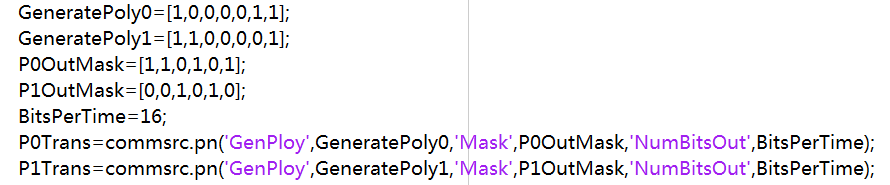 GeneratePoly0=[1,0,0,0,0,1,1];
GeneratePoly1=[1,1,0,0,0,0,1];
P0OutMask=[1,1,0,1,0,1];
P1OutMask=[0,0,1,0,1,0];
BitsPerTime=16;
P0Trans=commsrc.pn('GenPloy',GeneratePoly0,'Mask',P0OutMask,'NumBitsOut',BitsPerTime);
P1Trans=commsrc.pn('GenPloy',GeneratePoly1,'Mask',P1OutMask,'NumBitsOut',BitsPerTime);